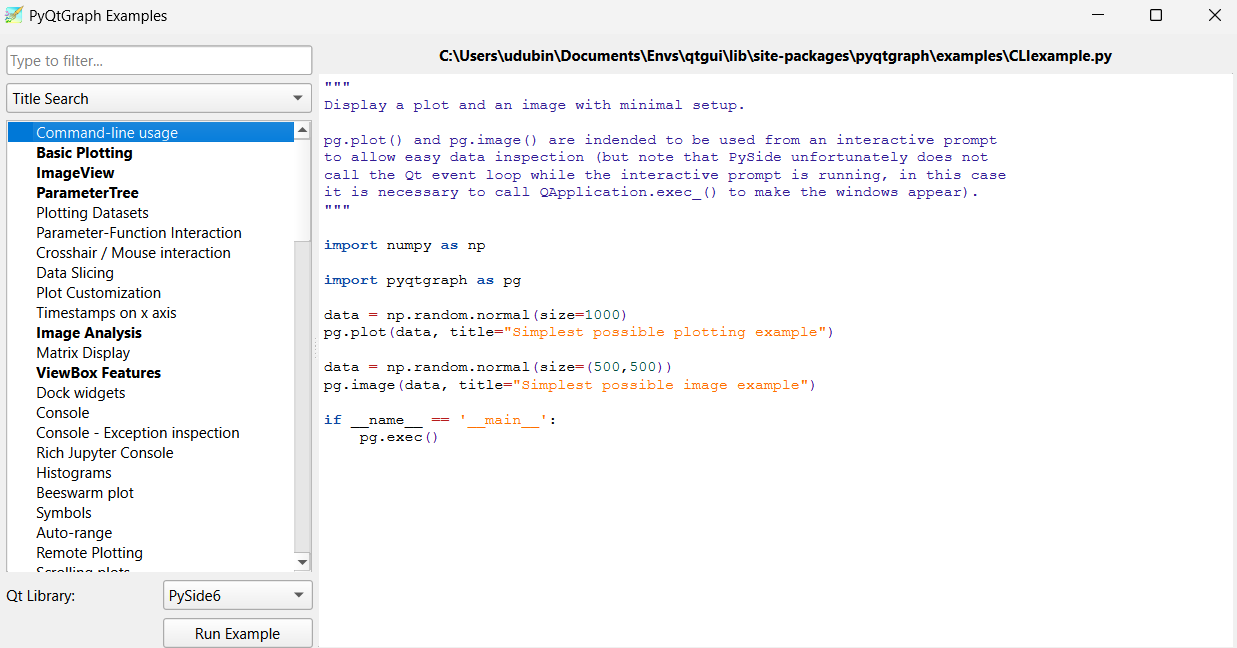 PyQtGraph Examples
Type to filter...
Title Search
Command-line usage
Basic Plotting
ImageView
ParameterTree
Plotting Datasets
Parameter-Function Interaction
Crosshair / Mouse interaction
Data Slicing
Plot Customization
Timestamps on x axis
Image Analysis
Matrix Display
ViewBox Features
Dock widgets
Console
Console - Exception inspection
Rich Jupyter Console
Histograms
Beeswarm plot
Symbols
Auto-range
Remote Plotting
Scrolling plots
Qt Library:
PySide6
Run Example
C:\Users\udubin\Documents\Envs\qtgui\lib\site-packages\pyqtgraph\examples\CLIexample.py
"""
Display a plot and an image with minimal setup.
pg.plot() and pg.image() are indended to be used from an interactive prompt
to allow easy data inspection (but note that PySide unfortunately does not
call the Qt event loop while the interactive prompt is running, in this case
it is necessary to call QApplication.exec_() to make the windows appear).
"""
import numpy as np
import pyqtgraph as pg
data = np.random.normal(size=1000)
pg.plot(data, title="Simplest possible plotting example")
data = np.random.normal(size=(500,500))
pg.image(data, title="Simplest possible image example")
if __name__ == '__main__':
    pg.exec()